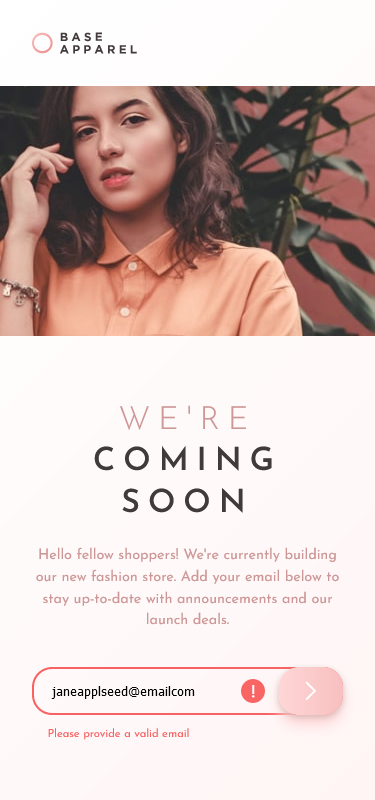 BASE
APPAREL
WE'RE
COMING
SOON
Hello fellow shoppers! We're currently building
our new fashion store. Add your email below to
stay up-to-date with announcements and our
launch deals.
janeapplseed@emailcom
!
Please provide a valid email